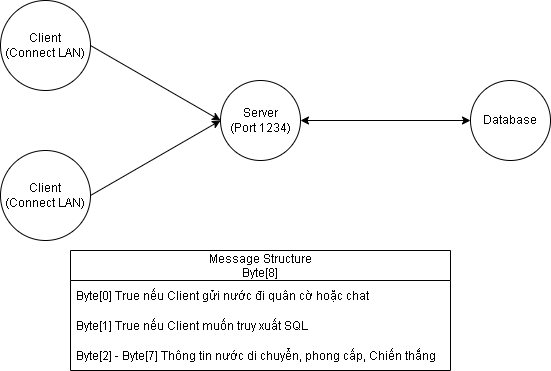 Client
(Connect LAN)
Server
(Port 1234)
Database
Client
(Connect LAN)
Message Structure
Byte[8]
Byte[0] True nếu Client gửi nước đi quân cờ hoặc chat
Byte[1] True nếu Client muốn truy xuất SQL
Byte[2] - Byte[7] Thông tin nước di chuyển, phong cấp, Chiến thắng